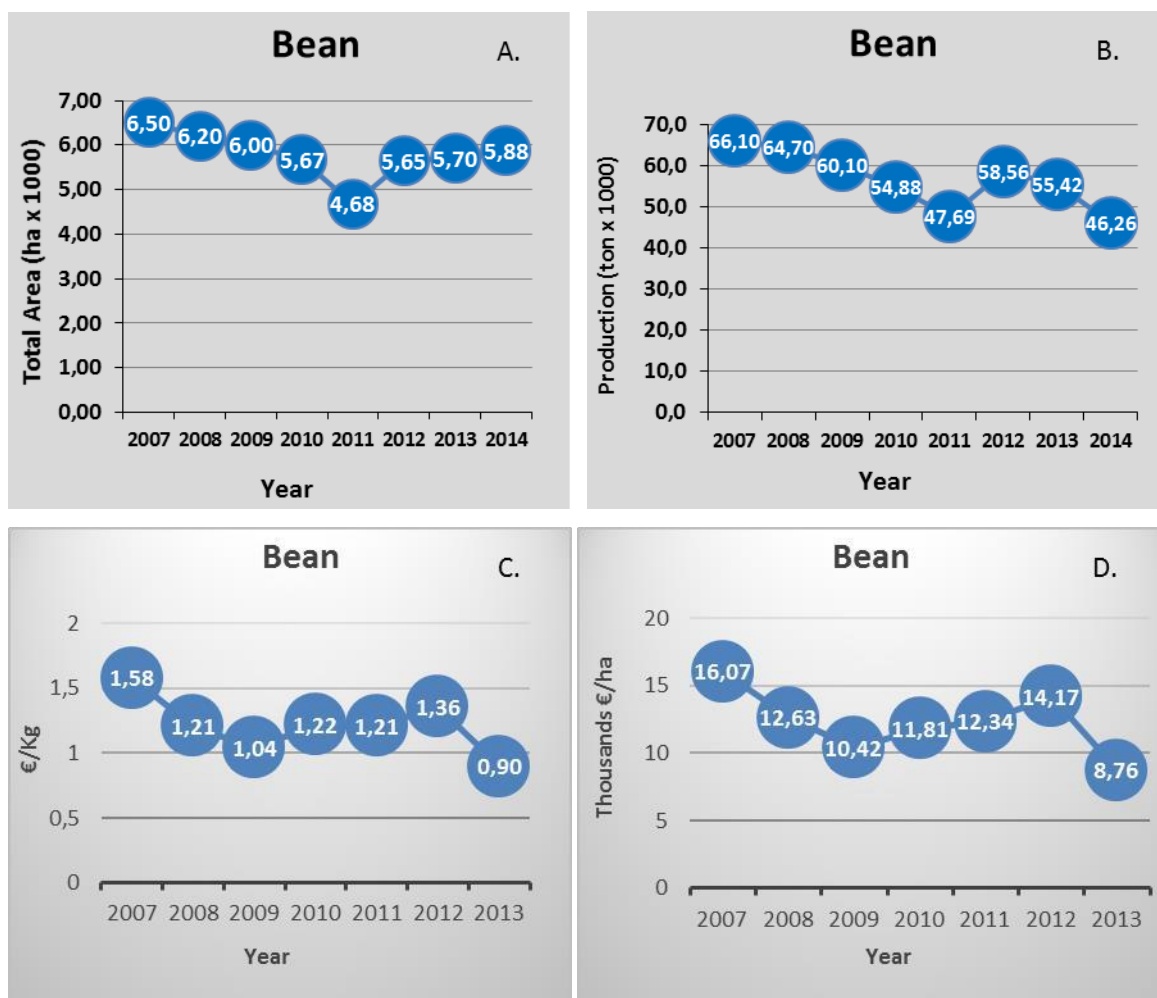 Bean
A.
Total Area (ha x 1000)
7,00
6,00
5,00
4,00
3,00
2,00
1,00
0,00
6,50 6,20 6,00 5,67 4,68 5,65 5,70 5,88
2007 2008 2009 2010 2011 2012 2013 2014
Year
Bean
B.
Production (ton x 1000)
70,0
60,0
50,0
40,0
30,0
20,0
10,0
0,0
66,10 64,70 60,10 54,88 47,69 58,56 55,42 46,26
2007 2008 2009 2010 2011 2012 2013 2014
Year
Bean
C.
€/Kg
2
1,5
1
0,5
0
1,58 1,21 1,04 1,22 1,21 1,36 0,90
2007 2008 2009 2010 2011 2012 2013
Year
Bean
D.
Thousands €/ha
20
15
10
5
0
16,07 12,63 10,42 11,81 12,34 14,17 8,76
2007 2008 2009 2010 2011 2012 2013
Year